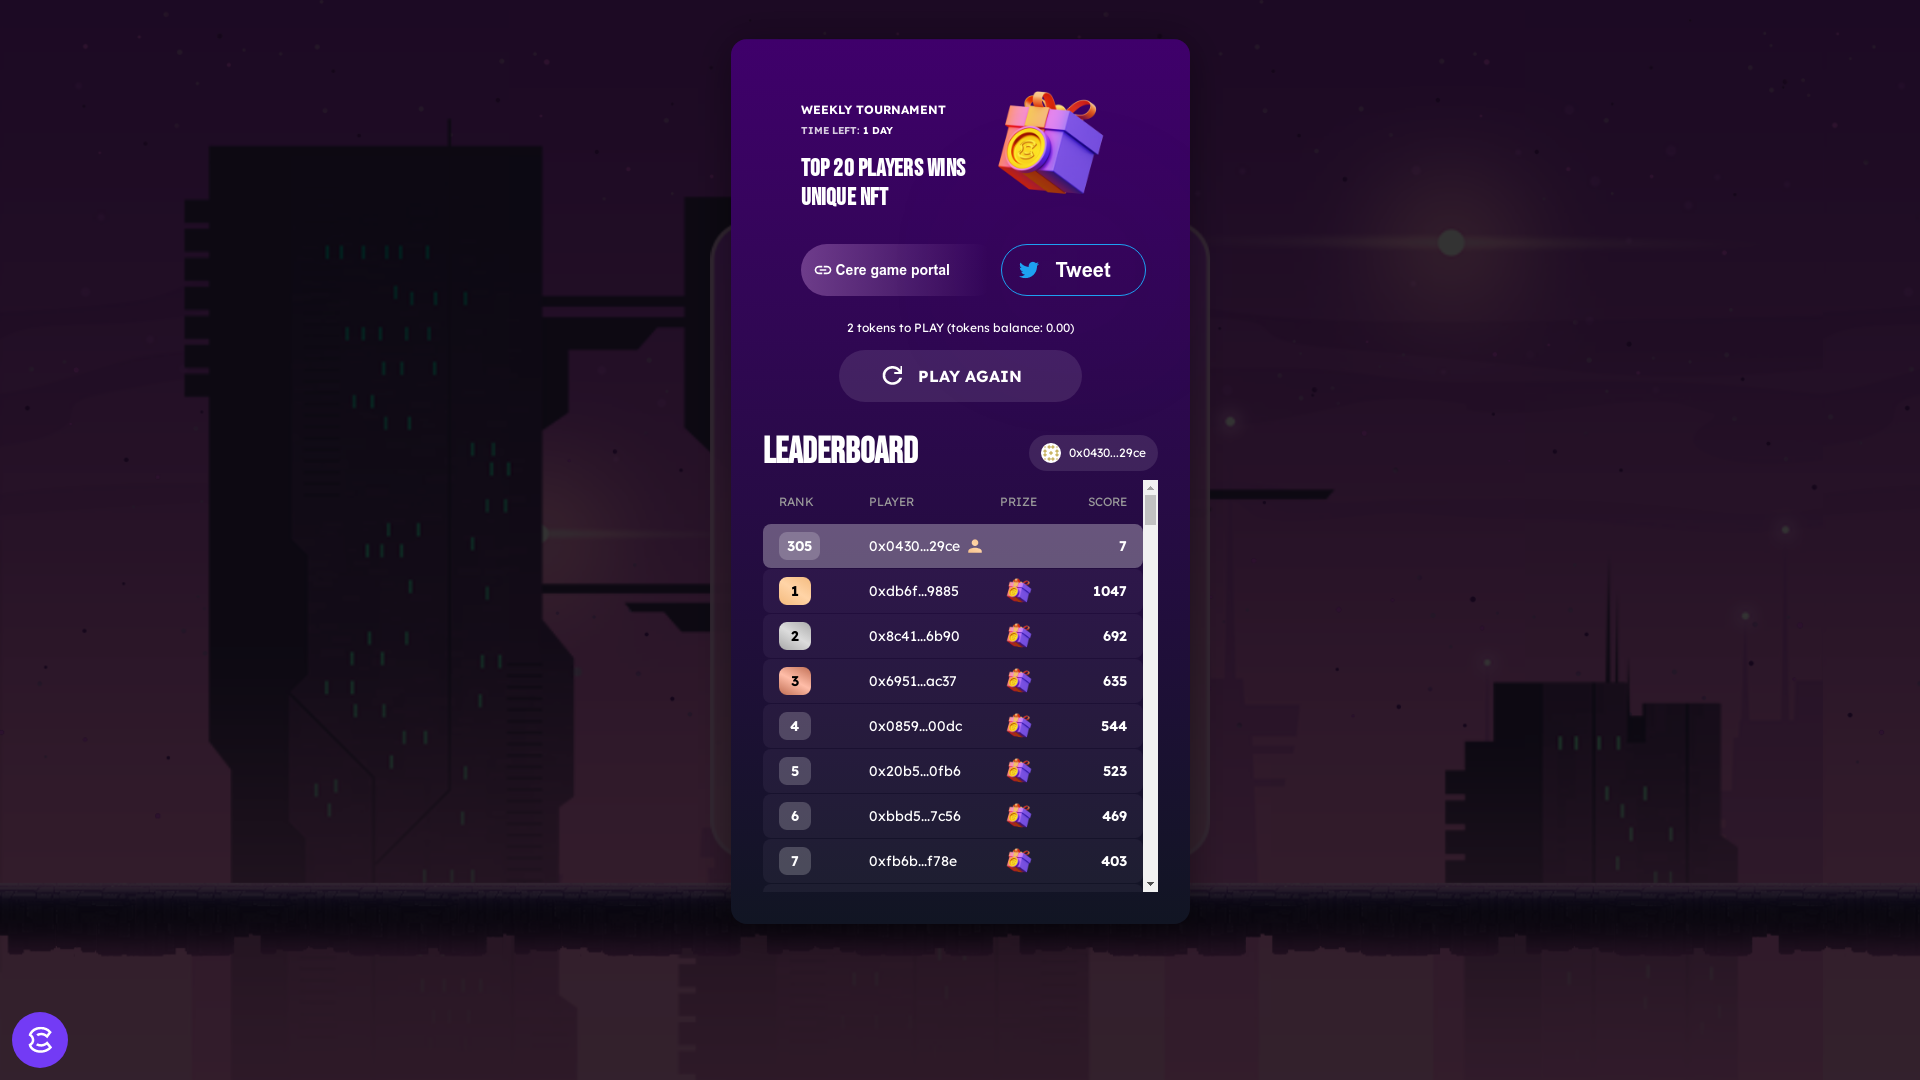 WEEKLY TOURNAMENT
TIME LEFT: 1 DAY
TOP 20 PLAYERS WINS
UNIQUE NFT
Cere game portal
Tweet
2 tokens to PLAY (tokens balance: 0.00)
PLAY AGAIN
LEADERBOARD
0x0430...29ce
RANK PLAYER PRIZE SCORE
305 0x0430...29ce 7
1 0xdb6f...9885 1047
2 0x8c41...6b90 692
3 0x6951...ac37 635
4 0x0859...00dc 544
5 0x20b5...0fb6 523
6 0xbbd5...7c56 469
7 0xfb6b...f78e 403